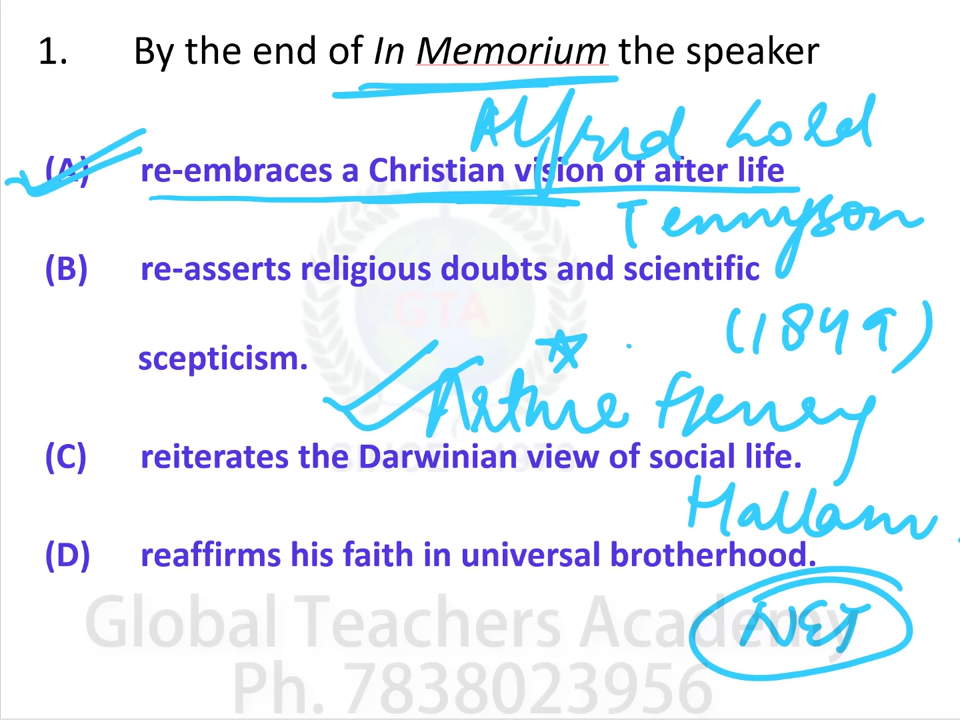 1. By the end of In Memorium the speaker
Alfred Lord
(A) re-embraces a Christian vision of after life
Tennyson
(B) re-asserts religious doubts and scientific
(1849)
scepticism.
Arthur Henrey
(C) reiterates the Darwinian view of social life.
Hallam
(D) reaffirms his faith in universal brotherhood.
NET
GTA
Global Teachers Academy
Ph. 7838023956